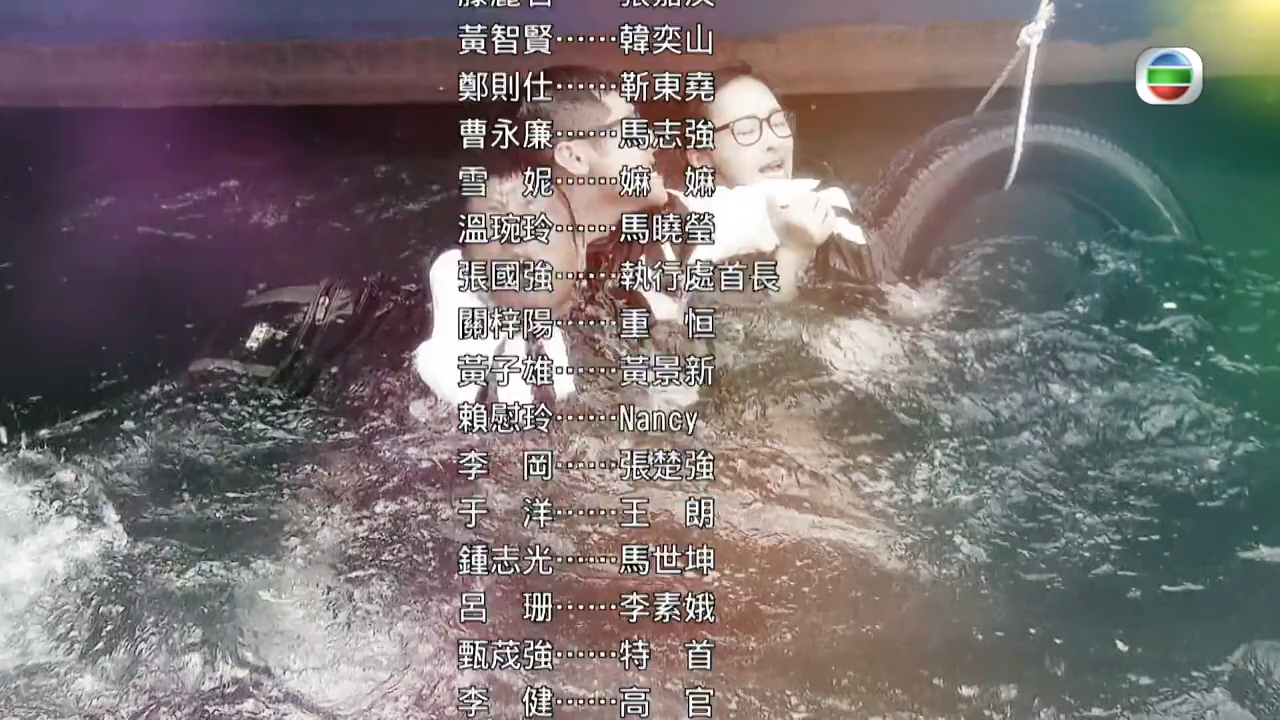 黃智賢……韓奕山
鄭則仕……靳東堯
曹永廉……馬志強
雪　妮……嫲　嫲
溫琬玲……馬曉瑩
張國強……執行處首長
關梓陽……重　恒
黃子雄……黃景新
賴慰玲……Nancy
李　岡……張楚強
于　洋……王　朗
鍾志光……馬世坤
呂　珊……李素娥
甄茂強……特　首
李　健……高　官